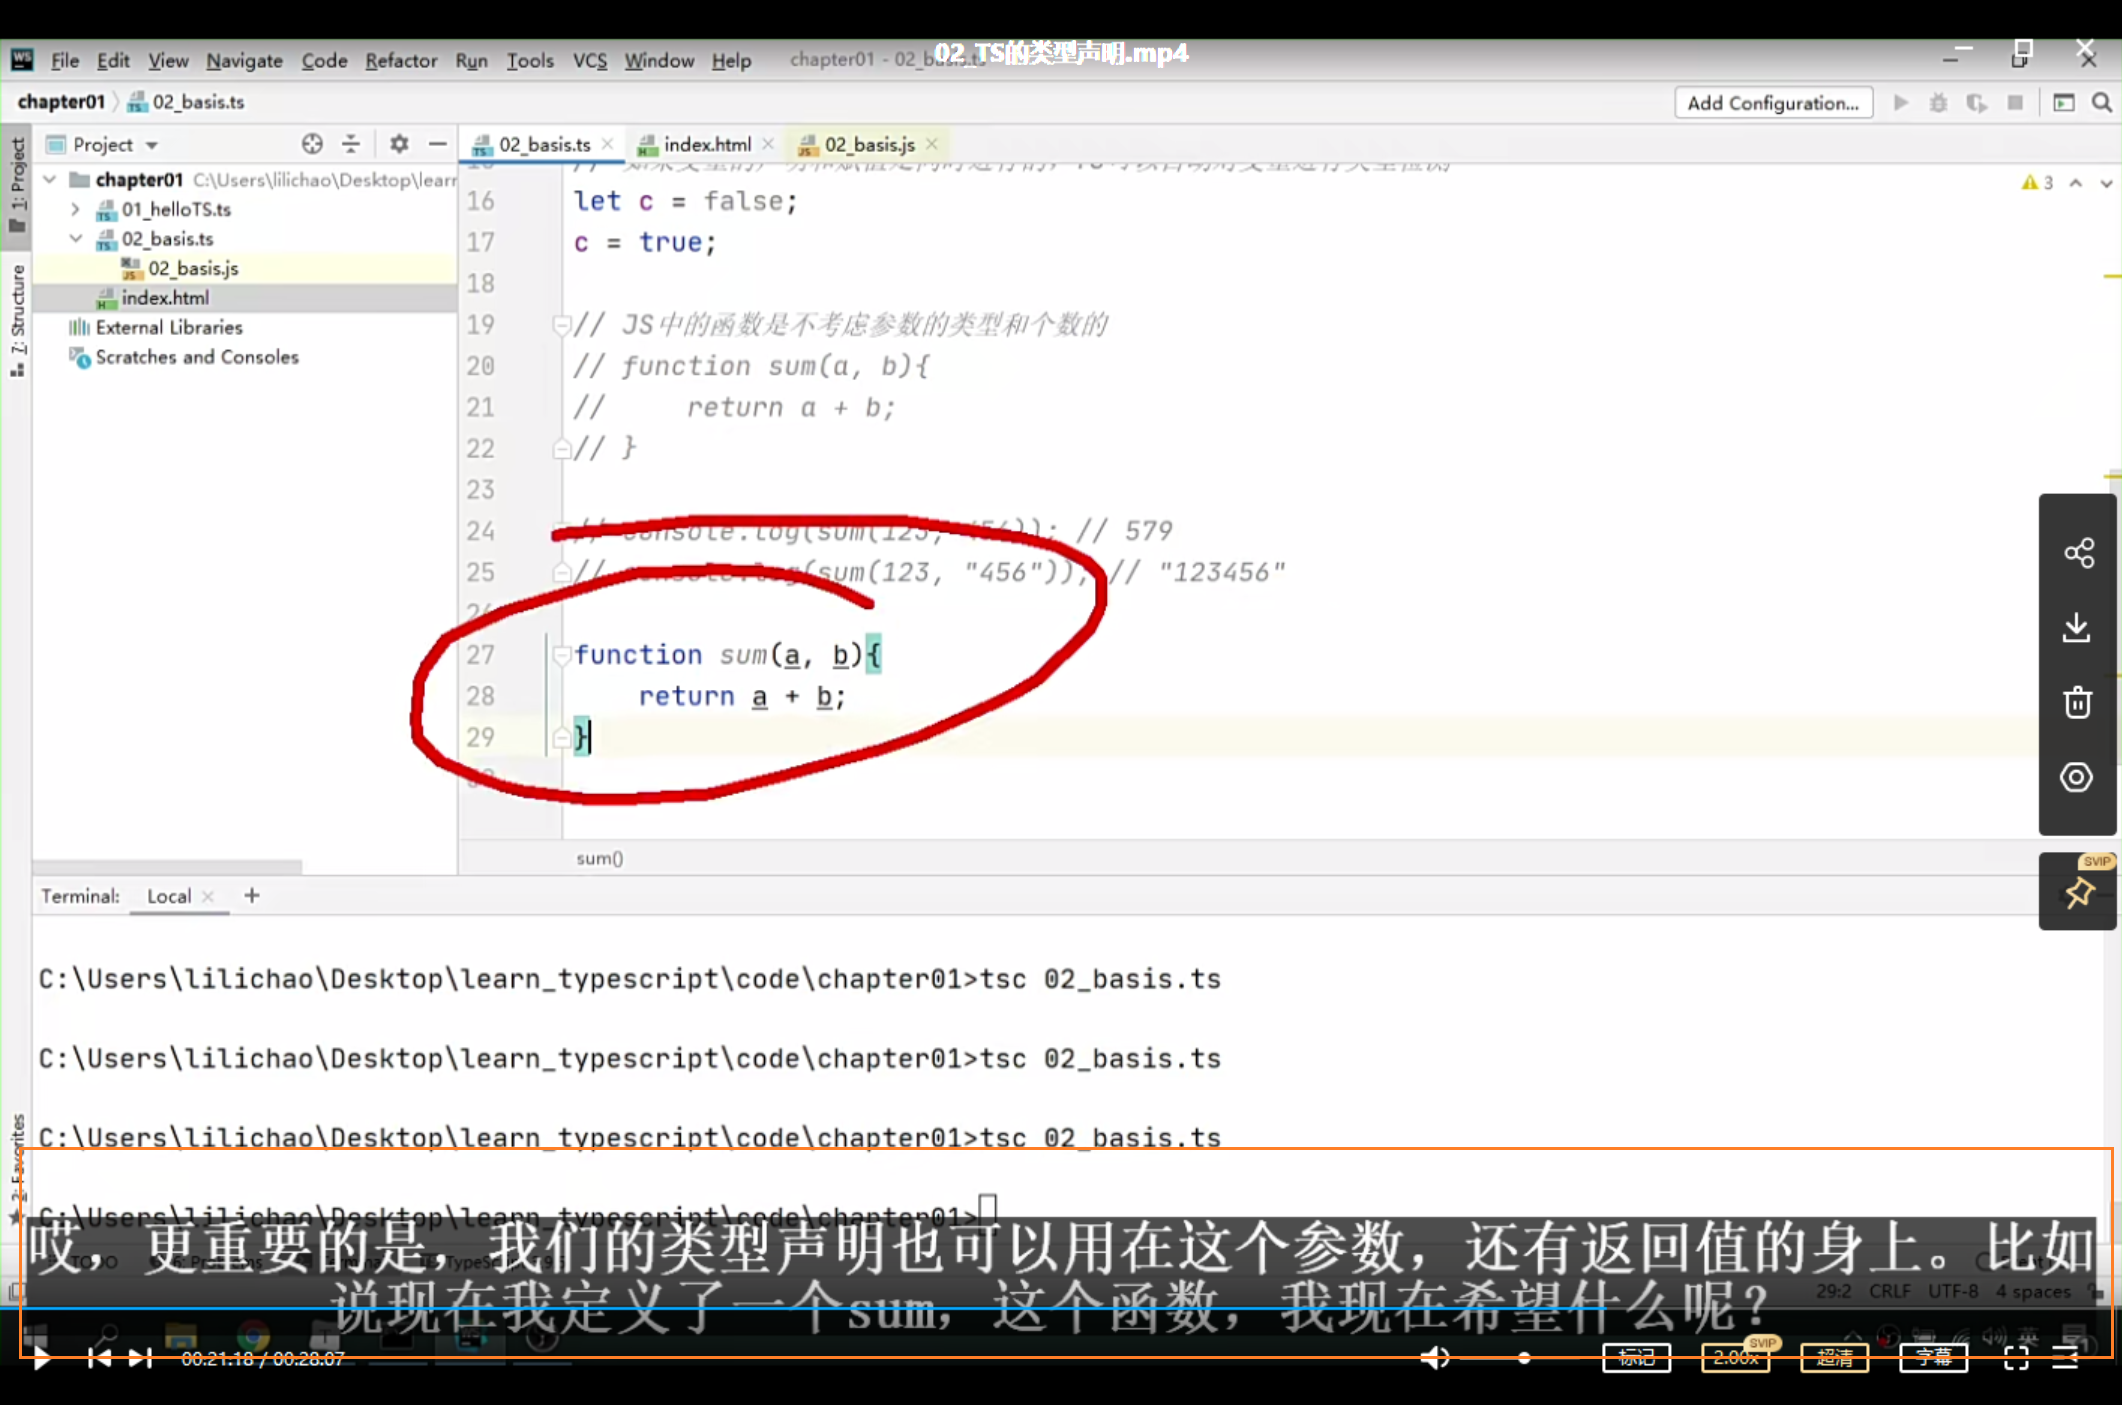 02_TS的类型声明.mp4
File Edit View Navigate Code Refactor Run Tools VCS Window Help chapter01 - 02_basis.ts
chapter01 02_basis.ts Add Configuration...
1: Project
Project
02_basis.ts index.html 02_basis.js
chapter01 C:\Users\lilichao\Desktop\learn
01_helloTS.ts
02_basis.ts
02_basis.js
index.html
External Libraries
Scratches and Consoles
7: Structure
3
16 let c = false;
17 c = true;
18
19 // JS中的函数是不考虑参数的类型和个数的
20 // function sum(a, b){
21 // return a + b;
22 // }
23
24 // console.log(sum(123, 456)); // 579
25 // console.log(sum(123, "456")); // "123456"
26
27 function sum(a, b){
28 return a + b;
29 }
sum()
SVIP
Terminal: Local +
C:\Users\lilichao\Desktop\learn_typescript\code\chapter01>tsc 02_basis.ts
C:\Users\lilichao\Desktop\learn_typescript\code\chapter01>tsc 02_basis.ts
C:\Users\lilichao\Desktop\learn_typescript\code\chapter01>tsc 02_basis.ts
C:\Users\lilichao\Desktop\learn_typescript\code\chapter01>
2: Favorites
哎，更重要的是，我们的类型声明也可以用在这个参数，还有返回值的身上。比如
说现在我定义了一个sum，这个函数，我现在希望什么呢？
29:2 CRLF UTF-8 4 spaces
英
00:21:18 / 00:28:07 标记 2.00x SVIP 超清 字幕